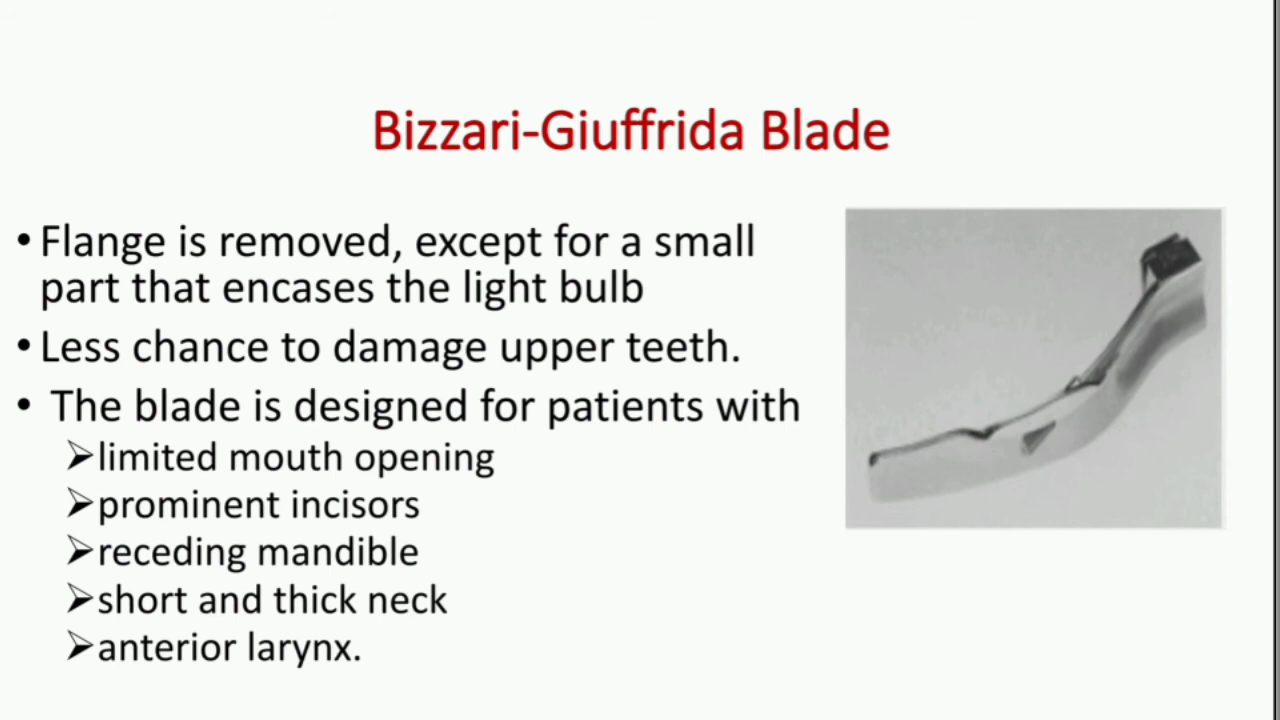 Bizzari-Giuffrida Blade
• Flange is removed, except for a small
part that encases the light bulb
• Less chance to damage upper teeth.
• The blade is designed for patients with
➢limited mouth opening
➢prominent incisors
➢receding mandible
➢short and thick neck
➢anterior larynx.